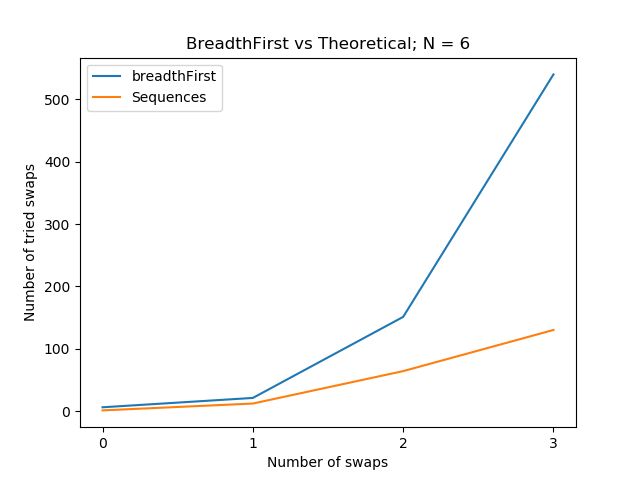 BreadthFirst vs Theoretical; N = 6
breadthFirst
Sequences
Number of tried swaps
500
400
300
200
100
0
0 1 2 3
Number of swaps